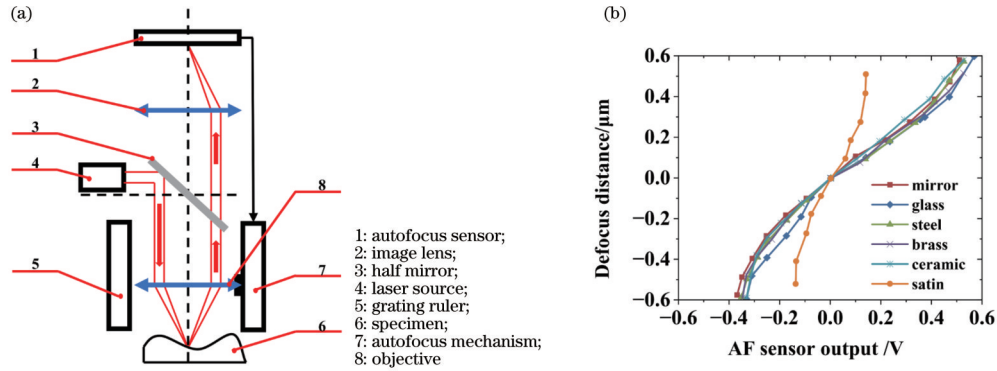 (a)
1
2
3
4
5
8
7
6
1: autofocus sensor;
2: image lens;
3: half mirror;
4: laser source;
5: grating ruler;
6: specimen;
7: autofocus mechanism;
8: objective
(b)
Defocus distance/μm
0.6
0.4
0.2
0.0
−0.2
−0.4
−0.6
mirror
glass
steel
brass
ceramic
satin
−0.6 −0.4 −0.2 0.0 0.2 0.4 0.6
AF sensor output /V